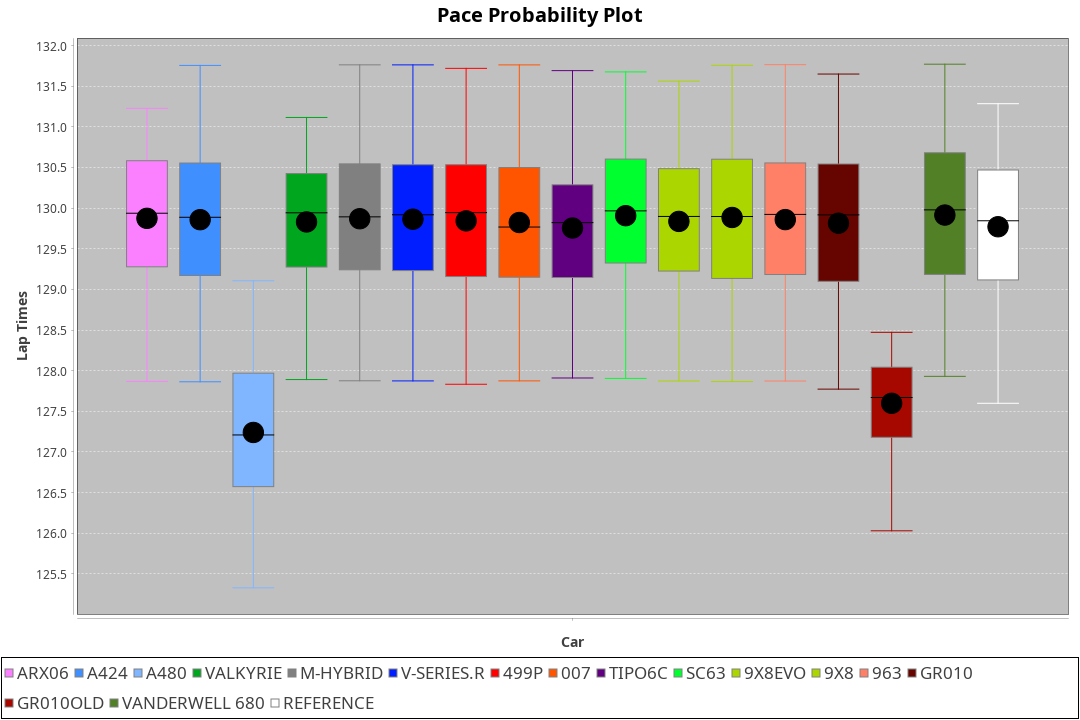 Pace Probability Plot
132.0
131.5
131.0
130.5
130.0
129.5
129.0
128.5
128.0
127.5
127.0
126.5
126.0
125.5
Lap Times
Car
ARX06 A424 A480 VALKYRIE M-HYBRID V-SERIES.R 499P 007 TIPO6C SC63 9X8EVO 9X8 963 GR010
GR010OLD VANDERWELL 680 REFERENCE